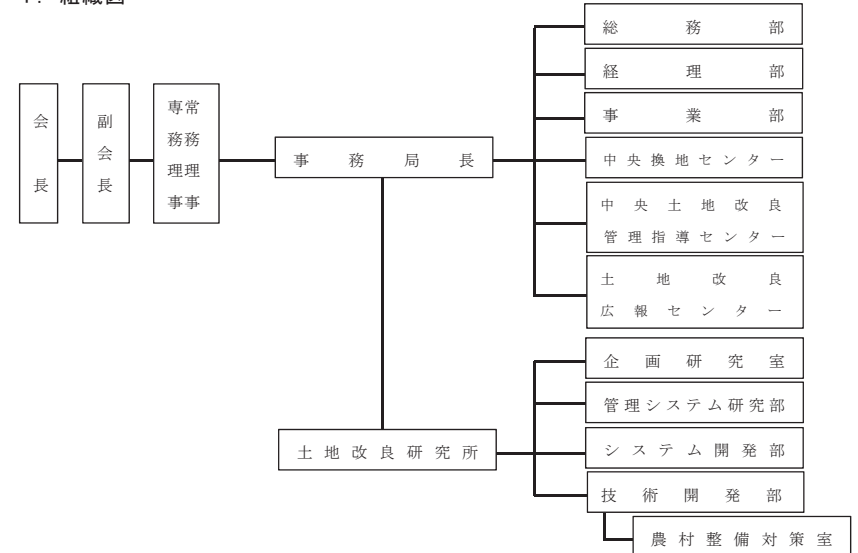 1. 組織図
会長
副会長
専務理事
常務理事
事務局長
総務部
経理部
事業部
中央換地センター
中央土地改良
管理指導センター
土地改良
広報センター
土地改良研究所
企画研究室
管理システム研究部
システム開発部
技術開発部
農村整備対策室